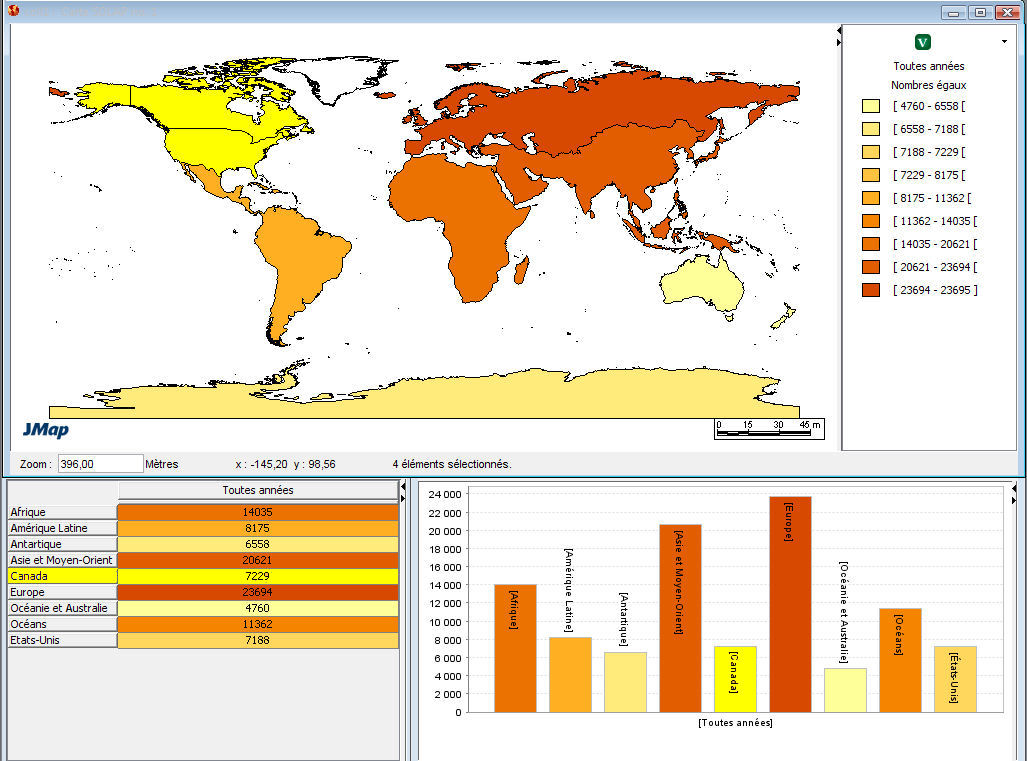 V
Toutes années
Nombres égaux
[ 4760 - 6558 [
[ 6558 - 7188 [
[ 7188 - 7229 [
[ 7229 - 8175 [
[ 8175 - 11362 [
[ 11362 - 14035 [
[ 14035 - 20621 [
[ 20621 - 23694 [
[ 23694 - 23695 ]
JMap
0 15 30 45 m
Zoom : 396,00 Mètres x : -145,20 y : 98,56 4 éléments sélectionnés.
Toutes années
Afrique 14035
Amérique Latine 8175
Antartique 6558
Asie et Moyen-Orient 20621
Canada 7229
Europe 23694
Océanie et Australie 4760
Océans 11362
Etats-Unis 7188
24 000
22 000
20 000
18 000
16 000
14 000
12 000
10 000
8 000
6 000
4 000
2 000
0
[Afrique]
[Amérique Latine]
[Antartique]
[Asie et Moyen-Orient]
[Canada]
[Europe]
[Océanie et Australie]
[Océans]
[États-Unis]
[Toutes années]